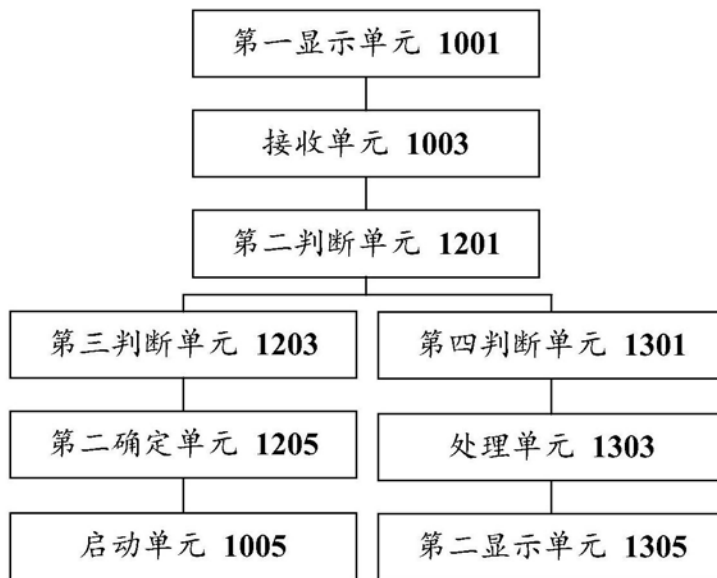 第一显示单元 1001
接收单元 1003
第二判断单元 1201
第三判断单元 1203
第四判断单元 1301
第二确定单元 1205
处理单元 1303
启动单元 1005
第二显示单元 1305